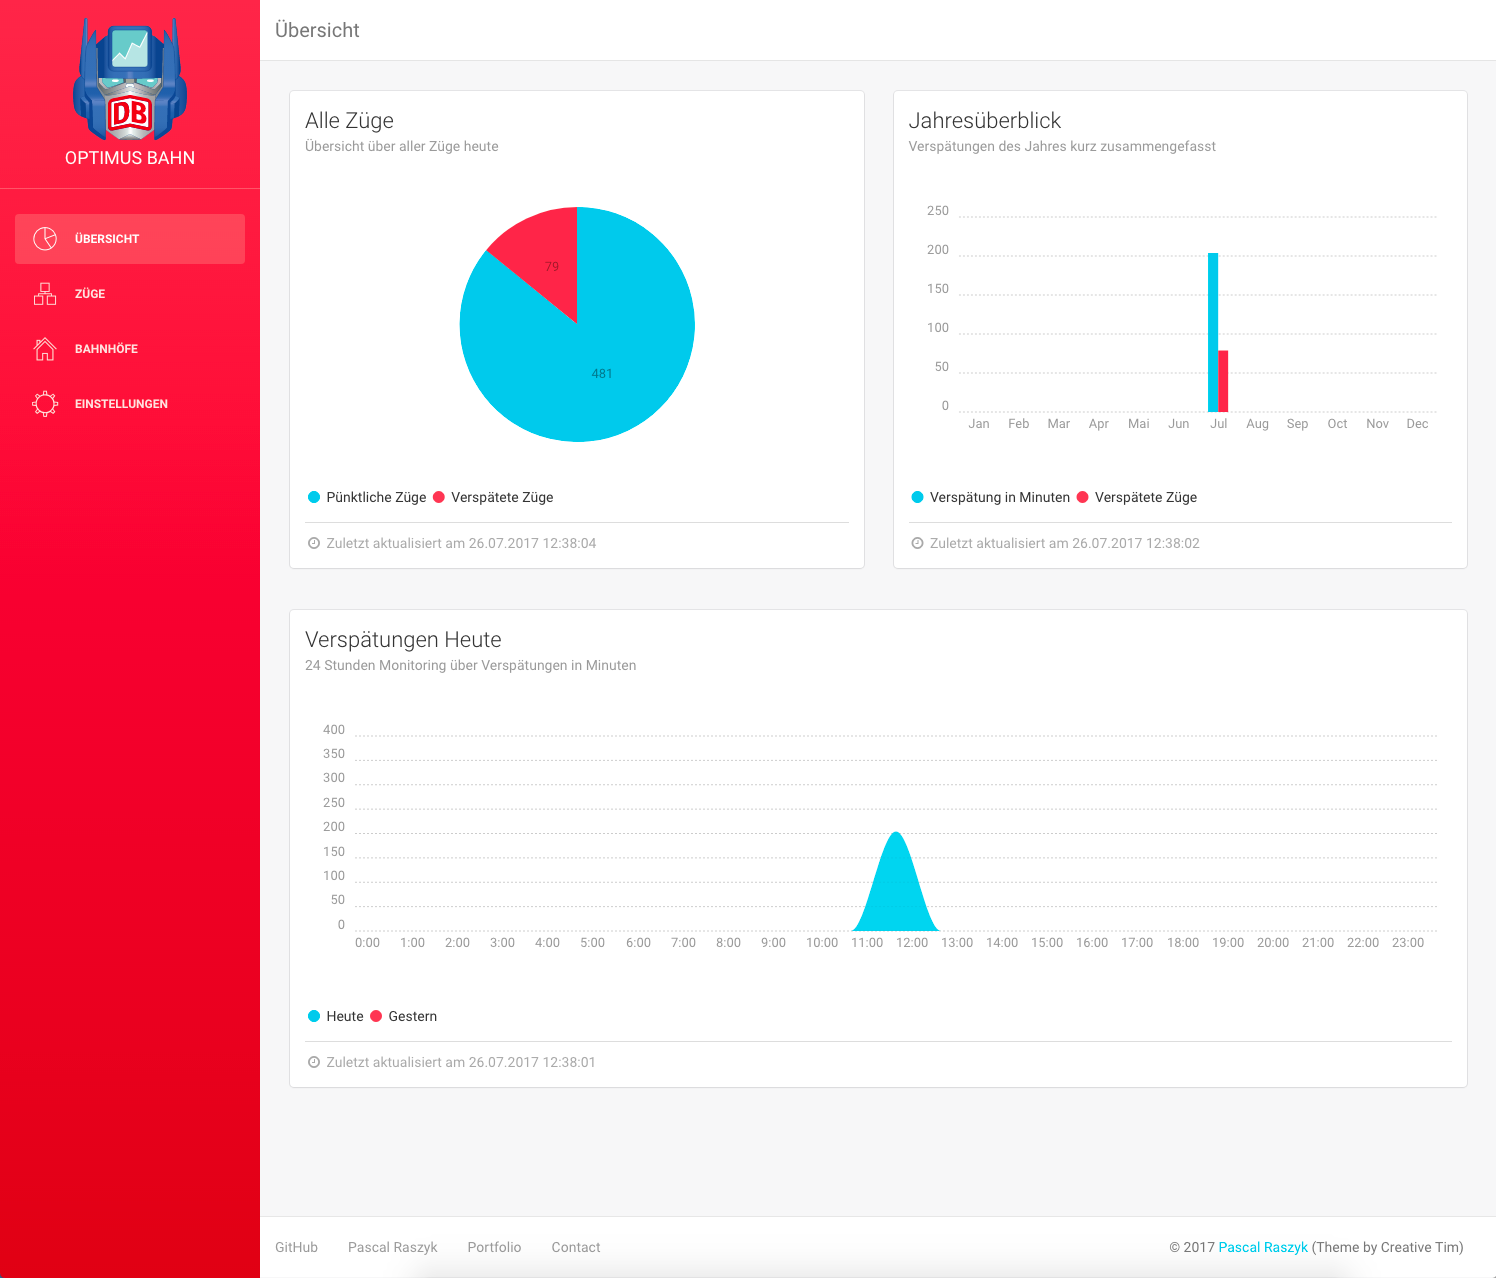 DB
OPTIMUS BAHN
ÜBERSICHT
ZÜGE
BAHNHÖFE
EINSTELLUNGEN
Übersicht
Alle Züge
Übersicht über aller Züge heute
79
481
Pünktliche Züge Verspätete Züge
Zuletzt aktualisiert am 26.07.2017 12:38:04
Jahresüberblick
Verspätungen des Jahres kurz zusammengefasst
250
200
150
100
50
0
Jan Feb Mar Apr Mai Jun Jul Aug Sep Oct Nov Dec
Verspätung in Minuten Verspätete Züge
Zuletzt aktualisiert am 26.07.2017 12:38:02
Verspätungen Heute
24 Stunden Monitoring über Verspätungen in Minuten
400
350
300
250
200
150
100
50
0
0:00 1:00 2:00 3:00 4:00 5:00 6:00 7:00 8:00 9:00 10:00 11:00 12:00 13:00 14:00 15:00 16:00 17:00 18:00 19:00 20:00 21:00 22:00 23:00
Heute Gestern
Zuletzt aktualisiert am 26.07.2017 12:38:01
GitHub Pascal Raszyk Portfolio Contact
© 2017 Pascal Raszyk (Theme by Creative Tim)